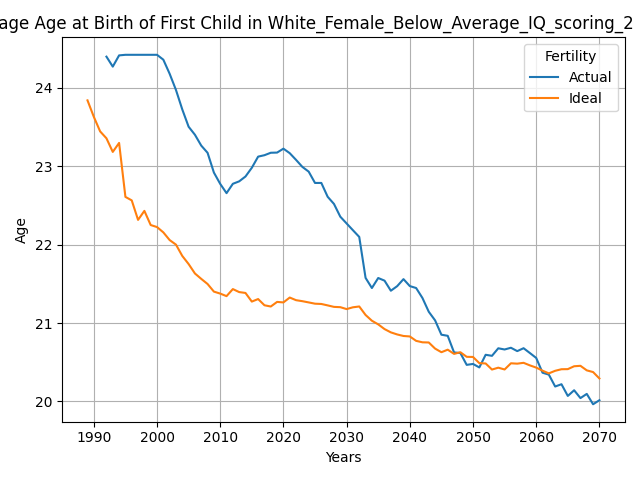 age Age at Birth of First Child in White_Female_Below_Average_IQ_scoring_2
Fertility
Actual
Ideal
Age
24
23
22
21
20
1990
2000
2010
2020
2030
2040
2050
2060
2070
Years